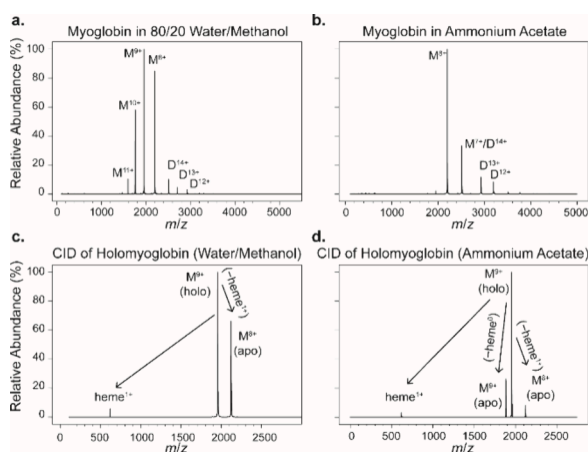 a.
Myoglobin in 80/20 Water/Methanol
Relative Abundance (%)
100
80
60
40
20
0
M⁹⁺
M⁸⁺
M¹⁰⁺
M¹¹⁺
D¹⁴⁺
D¹³⁺
D¹²⁺
0 1000 2000 3000 4000 5000
m/z
b.
Myoglobin in Ammonium Acetate
M⁸⁺
M⁷⁺/D¹⁴⁺
D¹³⁺
D¹²⁺
0 1000 2000 3000 4000 5000
m/z
c.
CID of Holomyoglobin (Water/Methanol)
Relative Abundance (%)
100
80
60
40
20
0
M⁹⁺
(holo)
(−heme¹⁺)
M⁸⁺
(apo)
heme¹⁺
0 500 1000 1500 2000 2500
m/z
d.
CID of Holomyoglobin (Ammonium Acetate)
M⁹⁺
(holo)
(−heme⁰)
(−heme¹⁺)
heme¹⁺
M⁹⁺
(apo)
M⁸⁺
(apo)
0 500 1000 1500 2000 2500
m/z